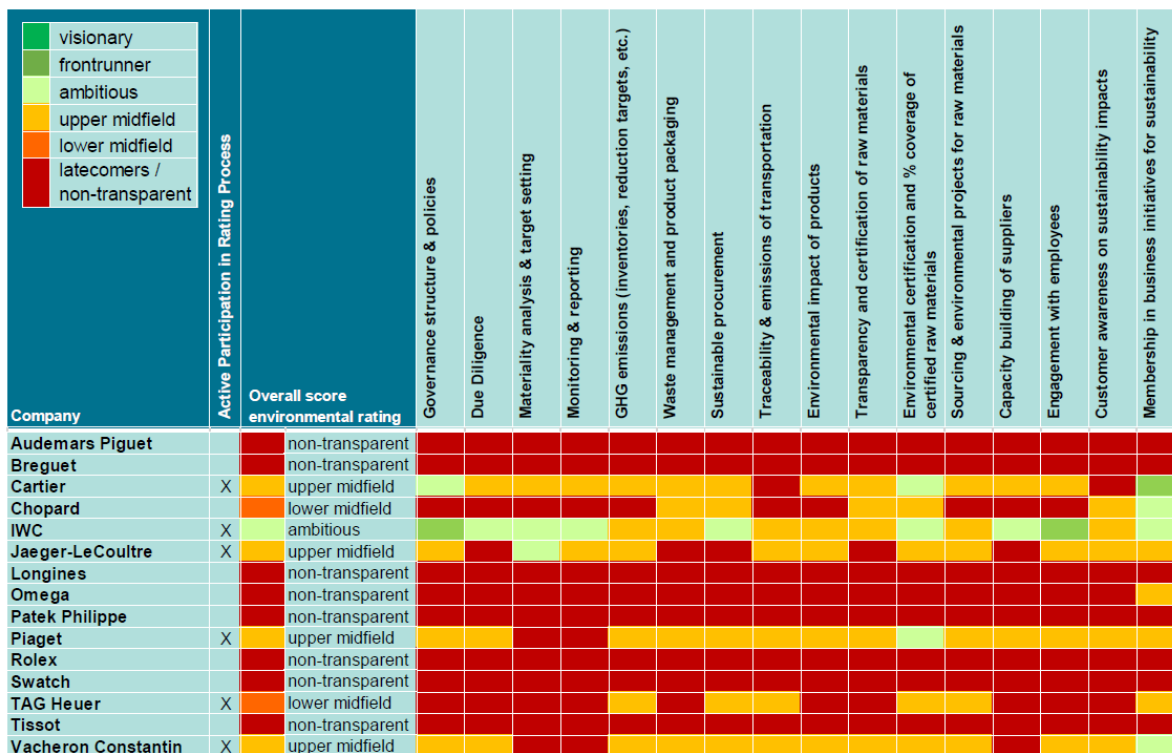 visionary
frontrunner
ambitious
upper midfield
lower midfield
latecomers /
non-transparent
Company
Active Participation in Rating Process
Overall score
environmental rating
Governance structure & policies
Due Diligence
Materiality analysis & target setting
Monitoring & reporting
GHG emissions (inventories, reduction targets, etc.)
Waste management and product packaging
Sustainable procurement
Traceability & emissions of transportation
Environmental impact of products
Transparency and certification of raw materials
Environmental certification and % coverage of
certified raw materials
Sourcing & environmental projects for raw materials
Capacity building of suppliers
Engagement with employees
Customer awareness on sustainability impacts
Membership in business initiatives for sustainability
Audemars Piguet non-transparent
Breguet non-transparent
Cartier X upper midfield
Chopard lower midfield
IWC X ambitious
Jaeger-LeCoultre X upper midfield
Longines non-transparent
Omega non-transparent
Patek Philippe non-transparent
Piaget X upper midfield
Rolex non-transparent
Swatch non-transparent
TAG Heuer X lower midfield
Tissot non-transparent
Vacheron Constantin X upper midfield